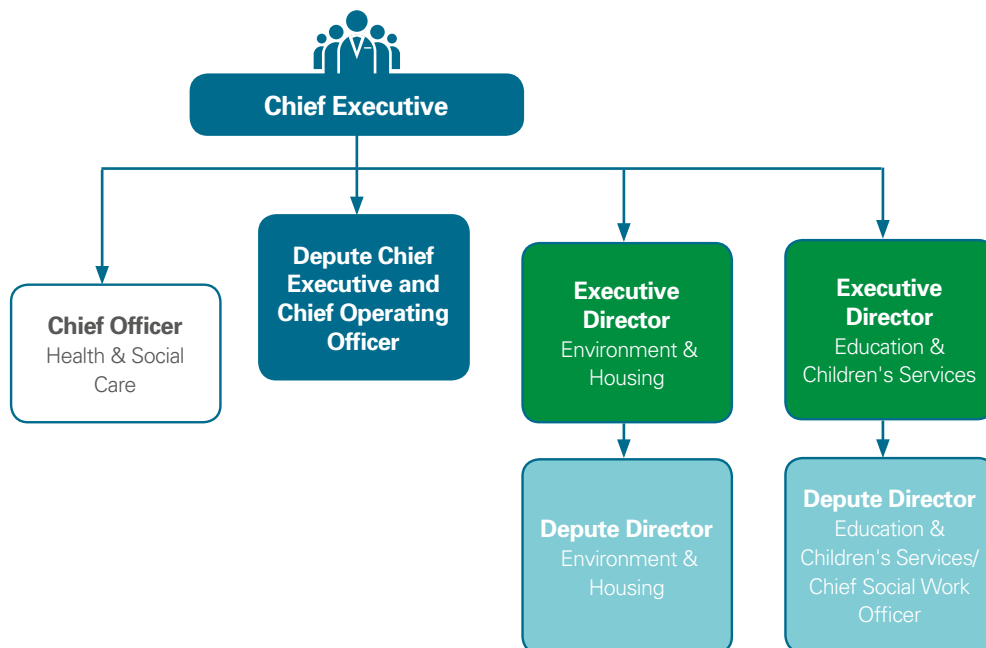 Chief Executive
Chief Officer
Health & Social
Care
Depute Chief
Executive and
Chief Operating
Officer
Executive
Director
Environment &
Housing
Executive
Director
Education &
Children's Services
Depute Director
Environment &
Housing
Depute Director
Education &
Children's Services/
Chief Social Work
Officer